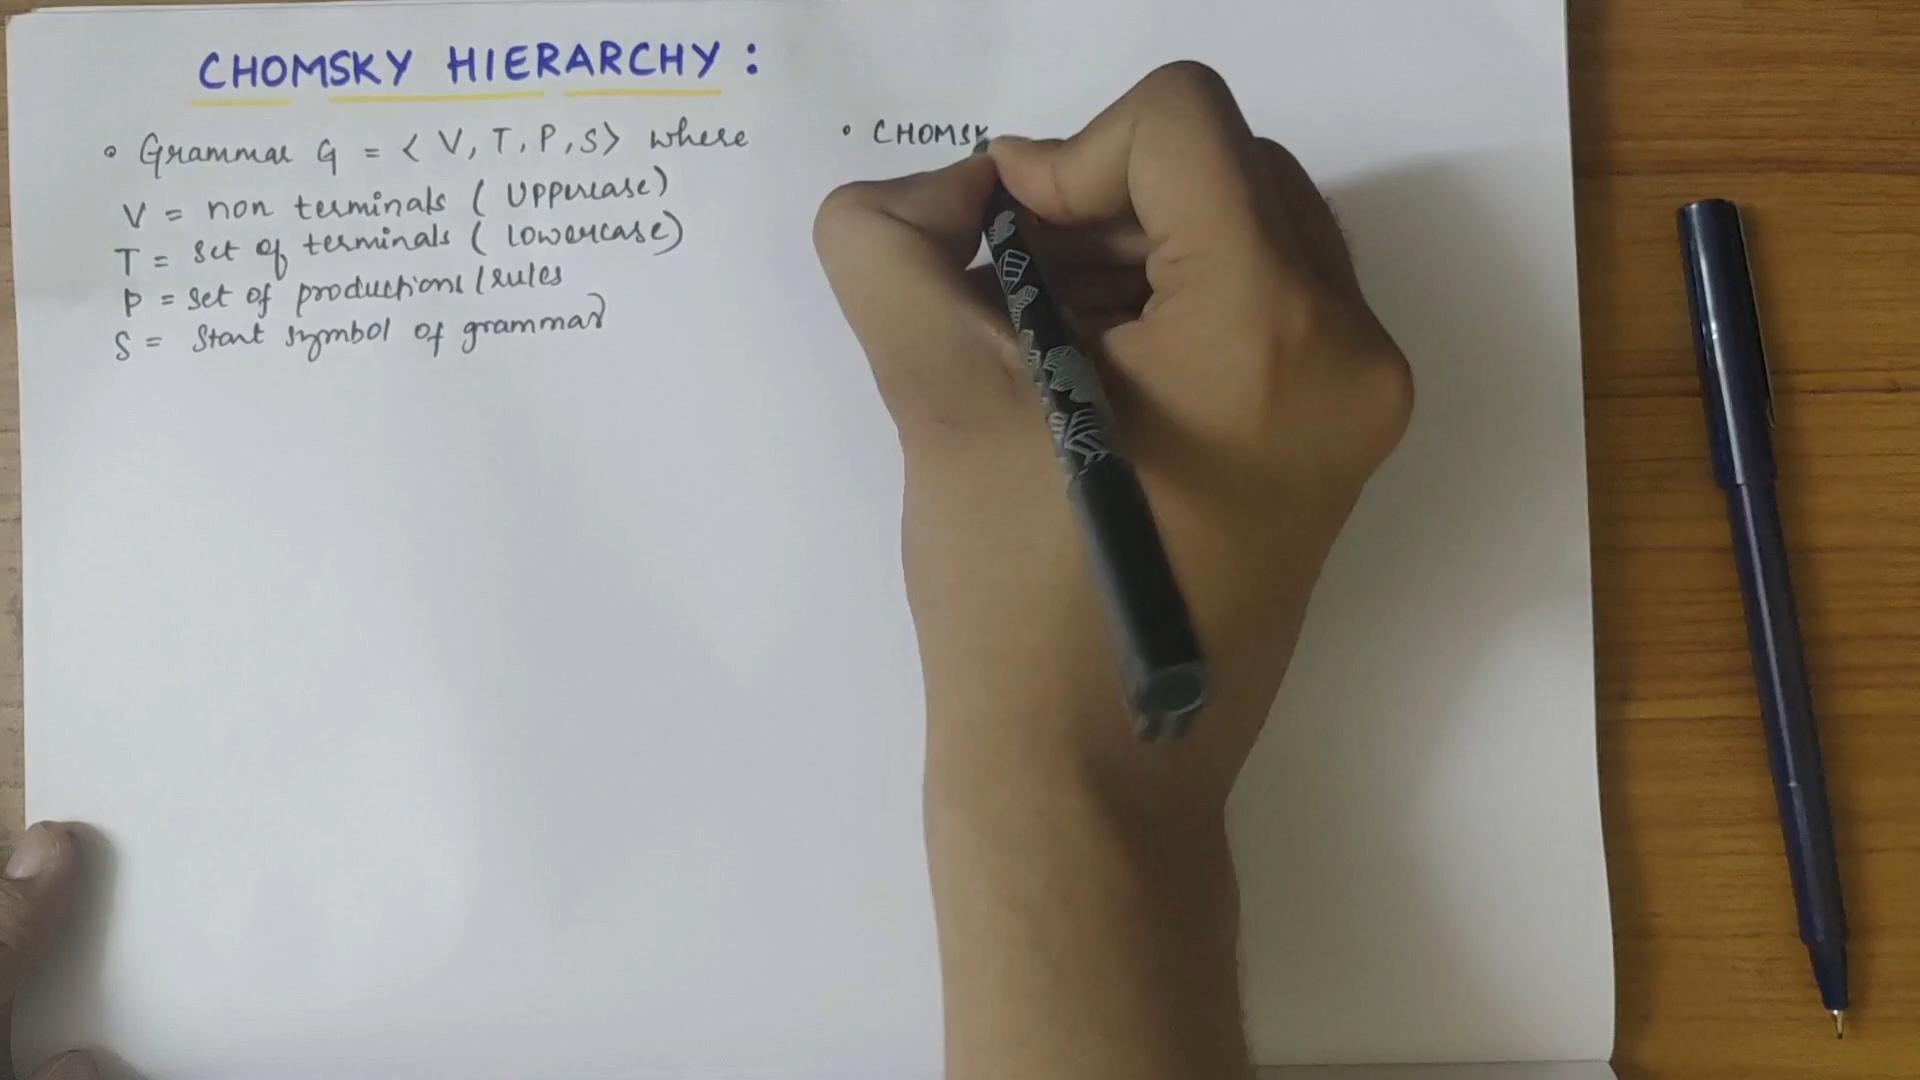 CHOMSKY HIERARCHY :
• Grammar G = < V, T, P, S > where
V = non terminals ( Uppercase )
T = set of terminals ( lowercase )
P = set of productions / rules
S = Start symbol of grammar
• CHOMSK